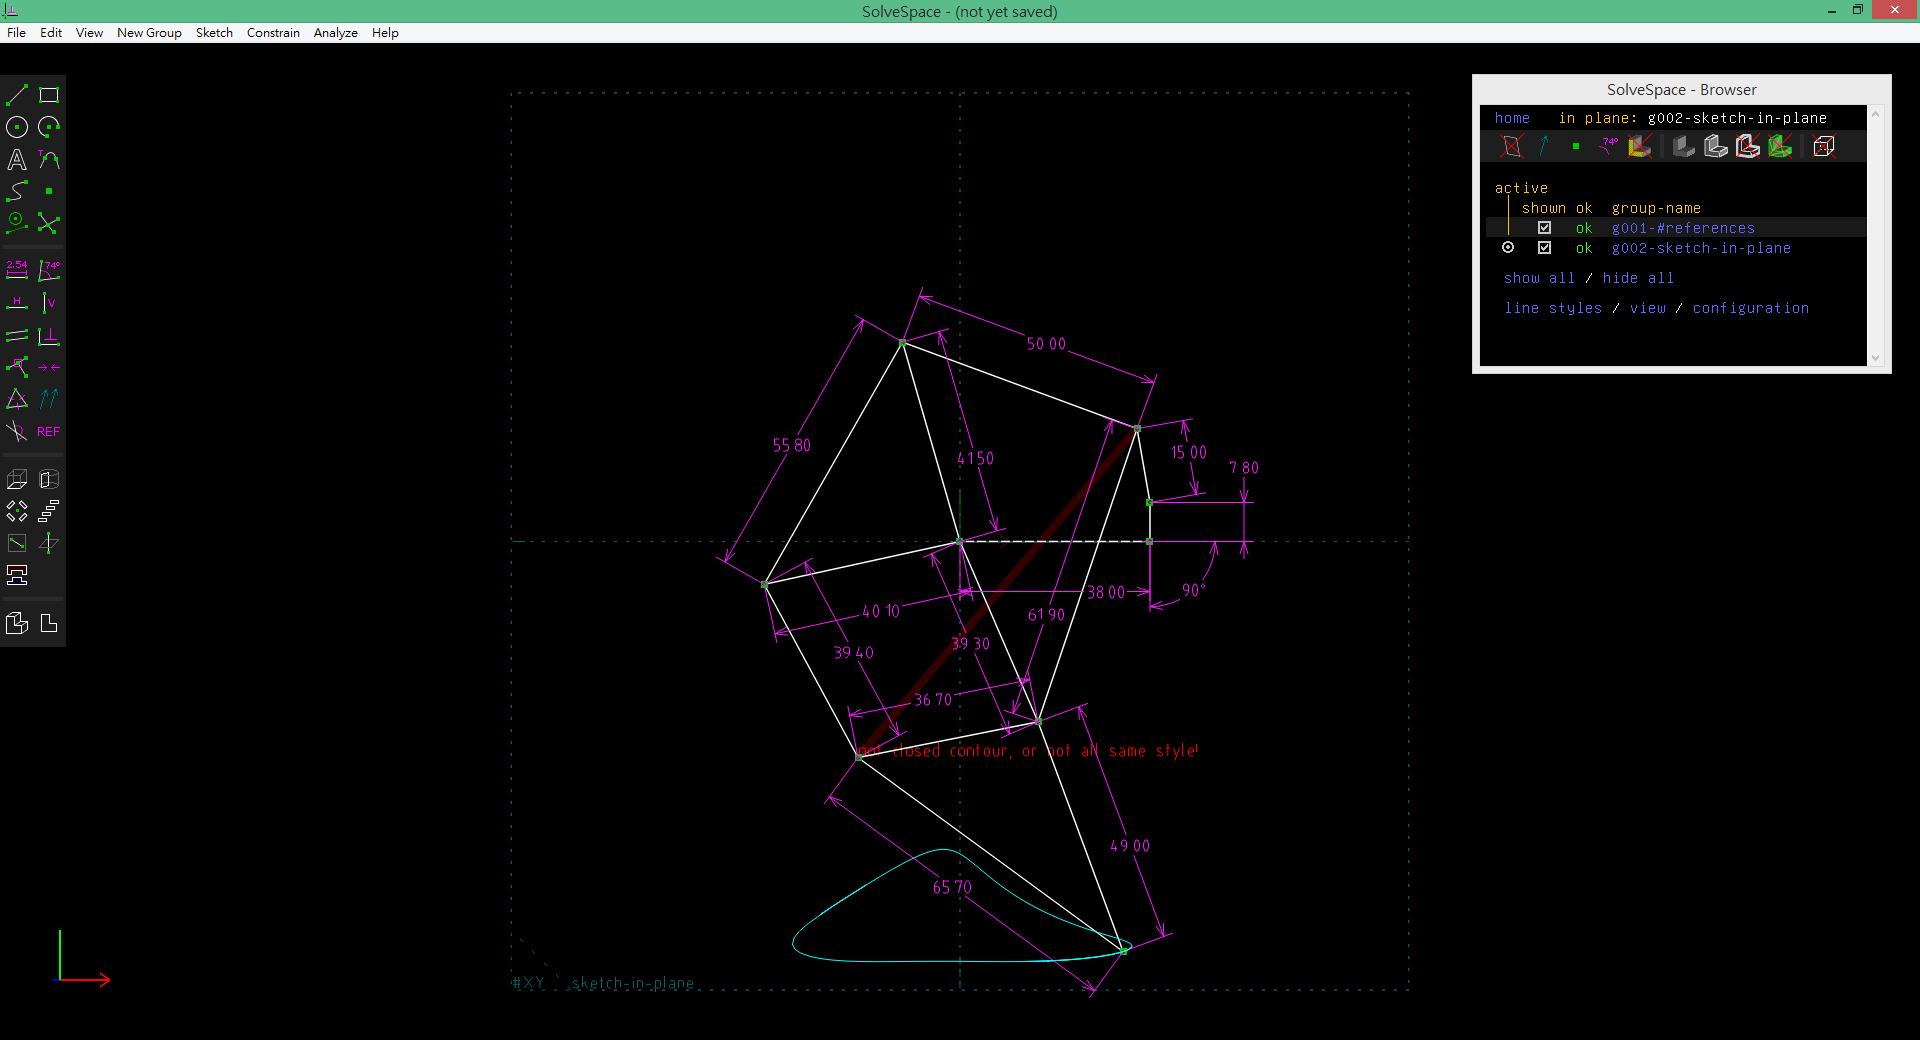 SolveSpace - (not yet saved)
File Edit View New Group Sketch Constrain Analyze Help
SolveSpace - Browser
home in plane: g002-sketch-in-plane
active
shown ok group-name
ok g001-#references
ok g002-sketch-in-plane
show all / hide all
line styles / view / configuration
2.54 74°
H V
REF
50.00
55.80
41.50
15.00
7.80
38.00
90°
40.10
61.90
39.30
39.40
36.70
not closed contour, or not all same style!
49.00
65.70
#XY sketch-in-plane